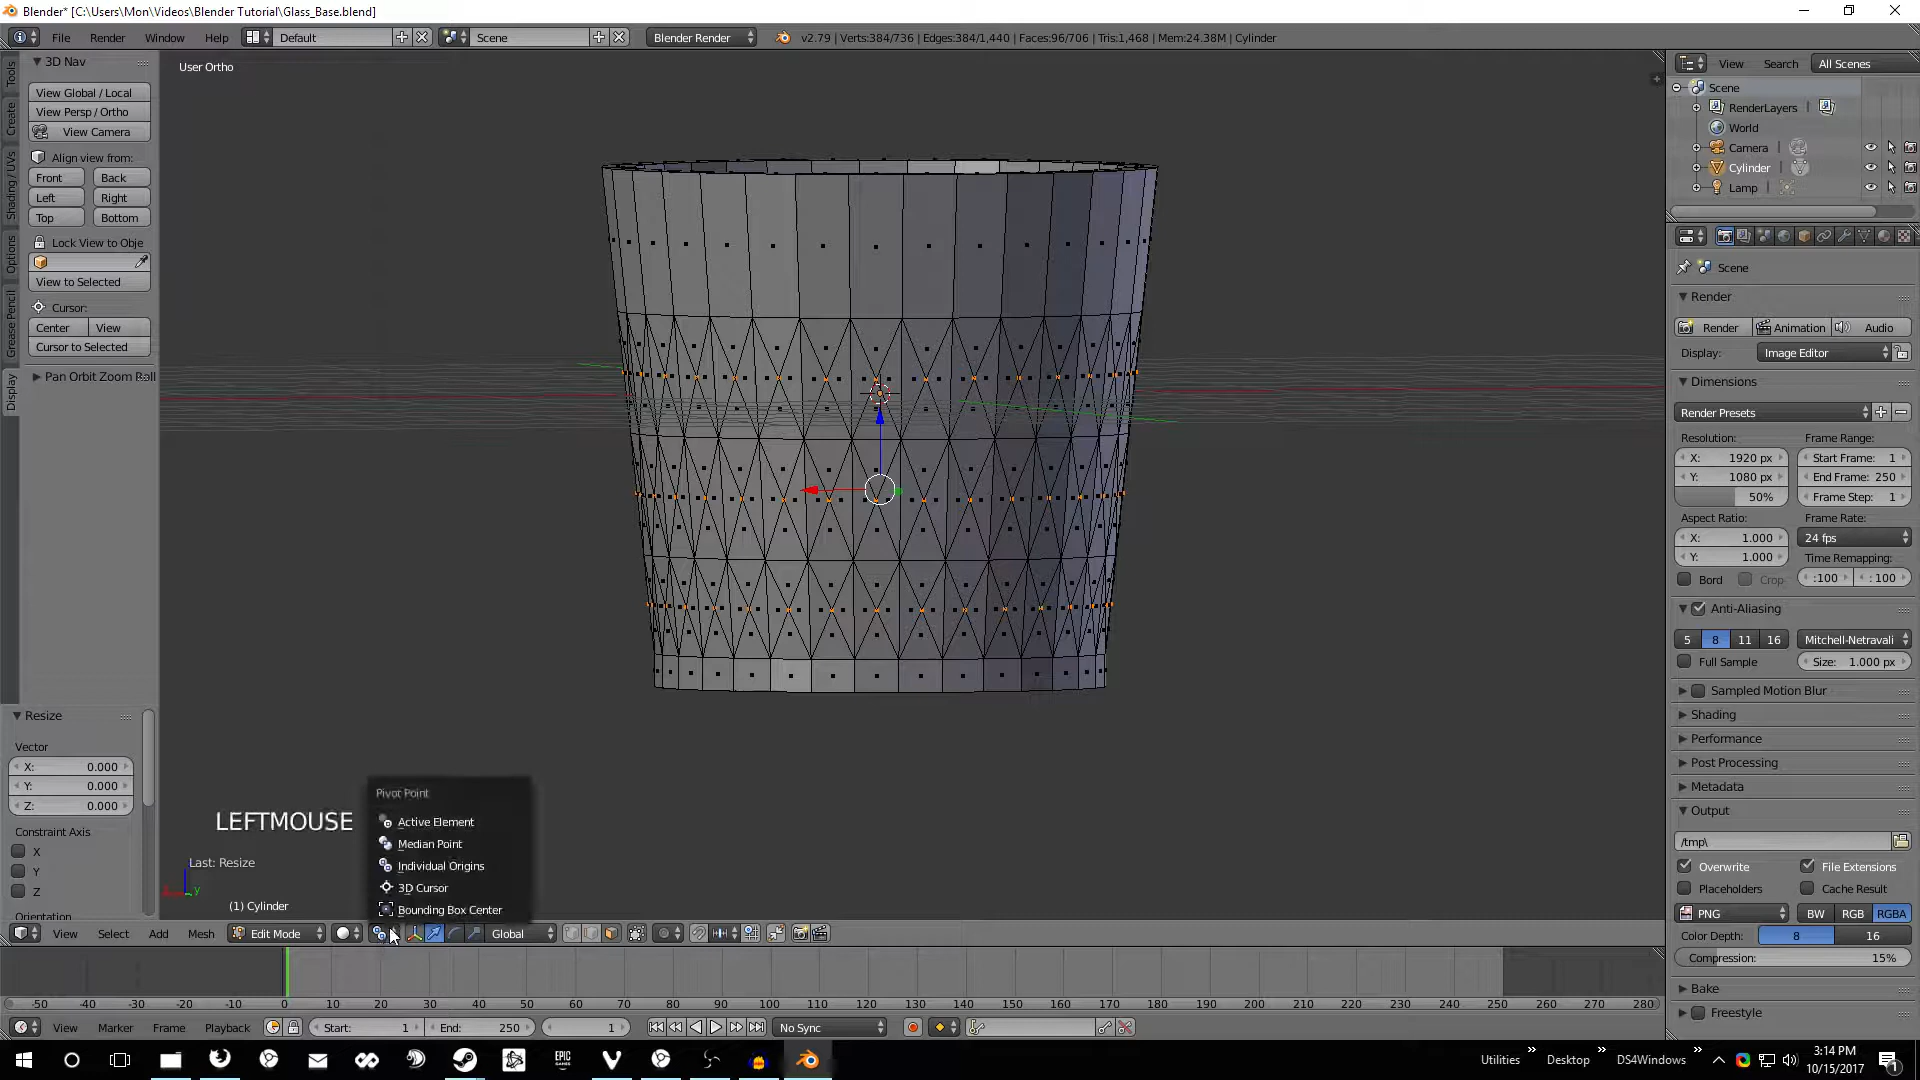 Blender* [C:\Users\Mon\Videos\Blender Tutorial\Glass_Base.blend]
File Render Window Help Default Scene Blender Render v2.79 | Verts:384/736 | Edges:384/1,440 | Faces:96/706 | Tris:1,468 | Mem:24.38M | Cylinder
Tools
Create
Shading / UVs
Options
Grease Pencil
Display
3D Nav
View Global / Local
View Persp / Ortho
View Camera
Align view from:
Front Back
Left Right
Top Bottom
Lock View to Obje
View to Selected
Cursor:
Center View
Cursor to Selected
Pan Orbit Zoom Roll
Resize
Vector
X: 0.000
Y: 0.000
Z: 0.000
Constraint Axis
X
Y
Z
Orientation
User Ortho
LEFTMOUSE
Last: Resize
y
(1) Cylinder
Pivot Point
Active Element
Median Point
Individual Origins
3D Cursor
Bounding Box Center
View Select Add Mesh Edit Mode Global
-50 -40 -30 -20 -10 0 10 20 30 40 50 60 70 80 90 100 110 120 130 140 150 160 170 180 190 200 210 220 230 240 250 260 270 280
View Marker Frame Playback Start: 1 End: 250 1 No Sync
View Search All Scenes
Scene
RenderLayers
World
Camera
Cylinder
Lamp
Scene
Render
Render Animation Audio
Display: Image Editor
Dimensions
Render Presets
Resolution: Frame Range:
X: 1920 px Start Frame: 1
Y: 1080 px End Frame: 250
50% Frame Step: 1
Aspect Ratio: Frame Rate:
X: 1.000 24 fps
Y: 1.000 Time Remapping:
Bord Crop :100 : 100
Anti-Aliasing
5 8 11 16 Mitchell-Netravali
Full Sample Size: 1.000 px
Sampled Motion Blur
Shading
Performance
Post Processing
Metadata
Output
/tmp\
Overwrite File Extensions
Placeholders Cache Result
PNG BW RGB RGBA
Color Depth: 8 16
Compression: 15%
Bake
Freestyle
EPIC GAMES
Utilities Desktop DS4Windows
3:14 PM
10/15/2017
1